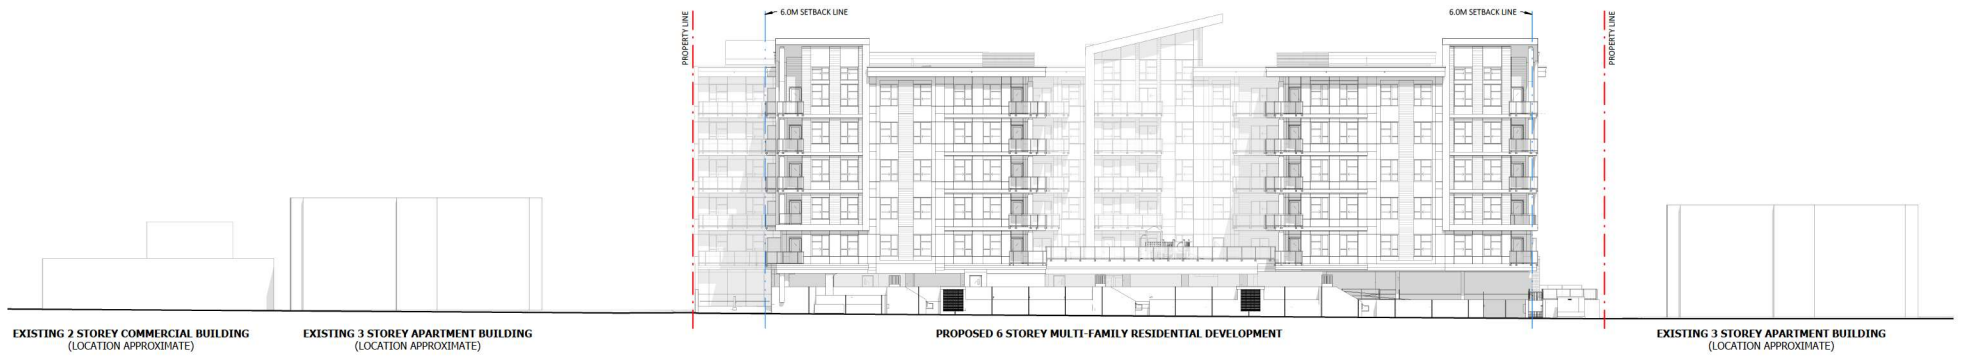 PROPERTY LINE
6.0M SETBACK LINE
6.0M SETBACK LINE
PROPERTY LINE
EXISTING 2 STOREY COMMERCIAL BUILDING
(LOCATION APPROXIMATE)
EXISTING 3 STOREY APARTMENT BUILDING
(LOCATION APPROXIMATE)
PROPOSED 6 STOREY MULTI-FAMILY RESIDENTIAL DEVELOPMENT
EXISTING 3 STOREY APARTMENT BUILDING
(LOCATION APPROXIMATE)